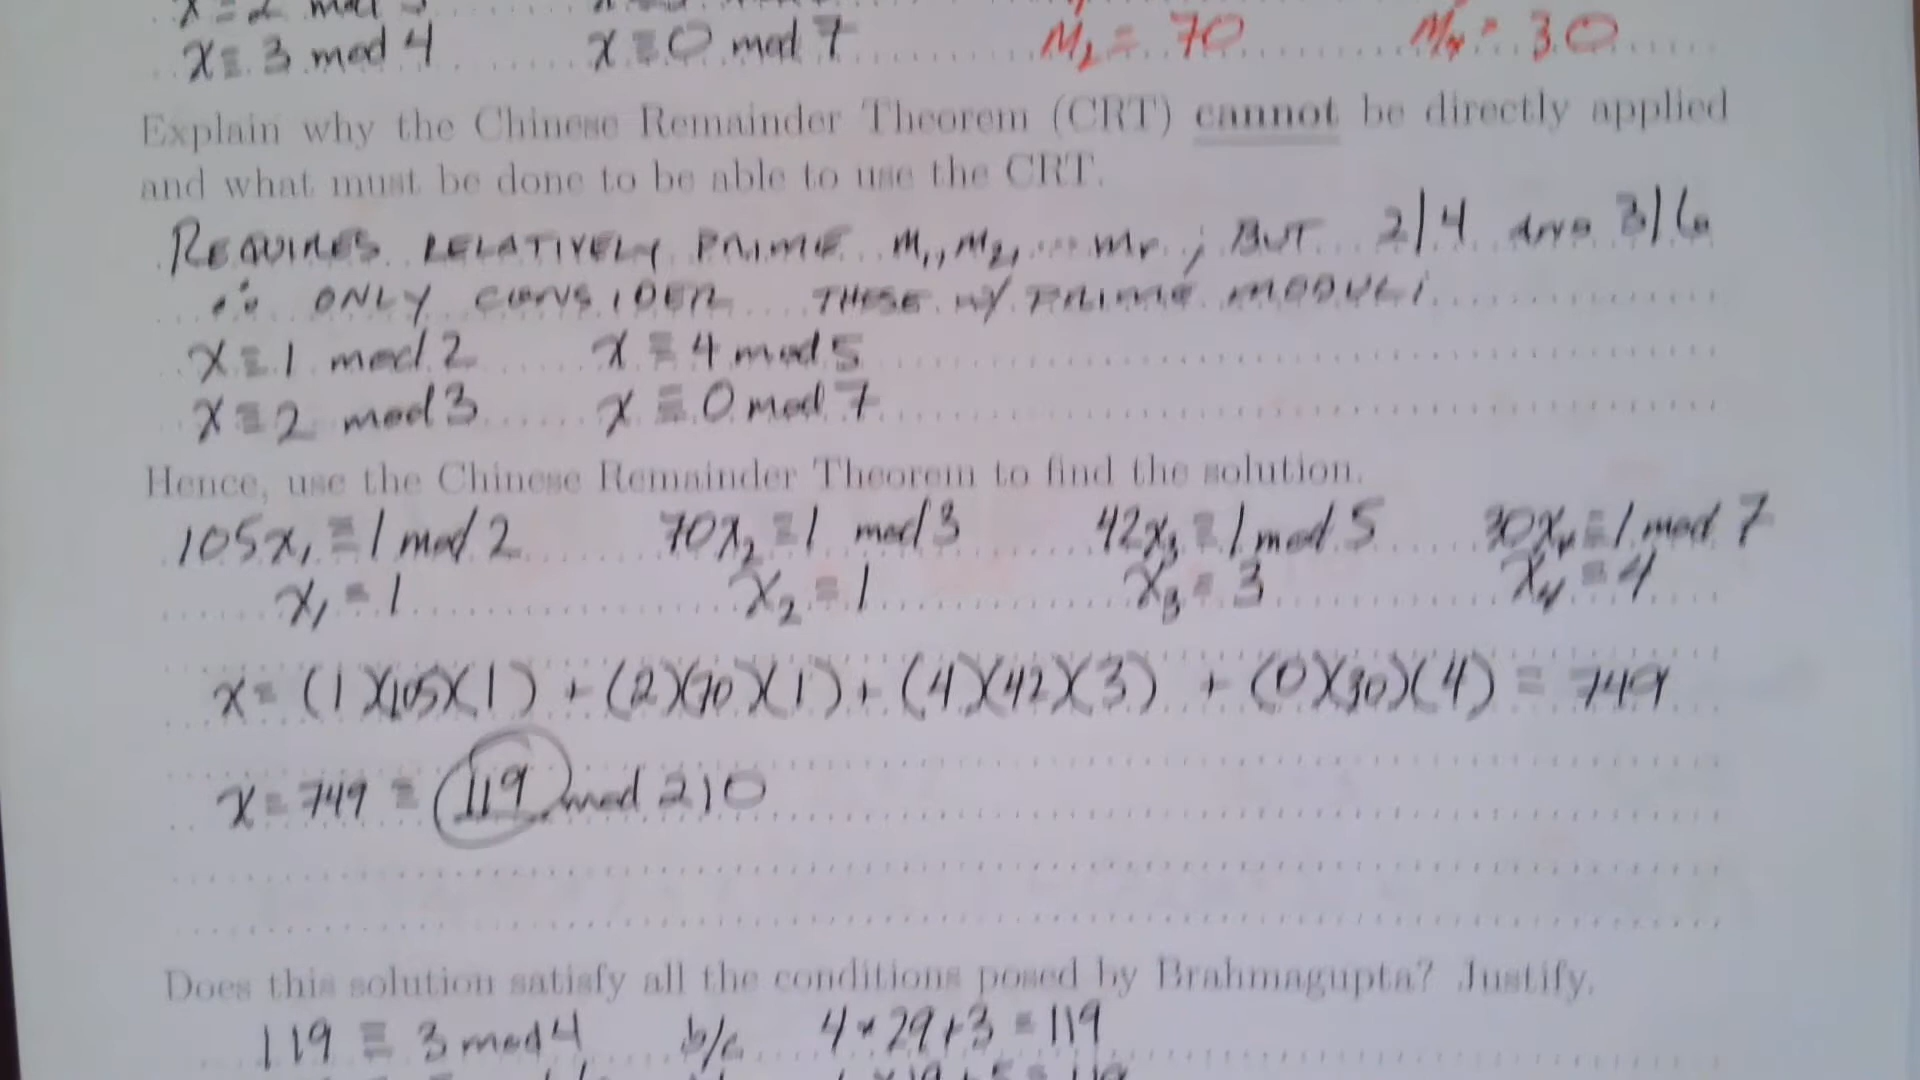 x ≡ 2 mod 3
x ≡ 3 mod 4 x ≡ 0 mod 7 M₂ = 70 M₄ = 30
Explain why the Chinese Remainder Theorem (CRT) cannot be directly applied
and what must be done to be able to use the CRT.
REQUIRES RELATIVELY PRIME m₁, m₂, ... mr ; BUT 2|4 AND 3|6
∴ ONLY CONSIDER THESE w/ PRIME MODULI
x ≡ 1 mod 2 x ≡ 4 mod 5
x ≡ 2 mod 3 x ≡ 0 mod 7
Hence, use the Chinese Remainder Theorem to find the solution.
105x₁ ≡ 1 mod 2 70x₂ ≡ 1 mod 3 42x₃ ≡ 1 mod 5 30x₄ ≡ 1 mod 7
x₁ = 1 x₂ = 1 x₃ = 3 x₄ = 4
x = (1)(105)(1) + (2)(70)(1) + (4)(42)(3) + (0)(30)(4) = 749
x = 749 ≡ 119 mod 210
Does this solution satisfy all the conditions posed by Brahmagupta? Justify.
119 ≡ 3 mod 4 b/c 4 * 29 + 3 = 119